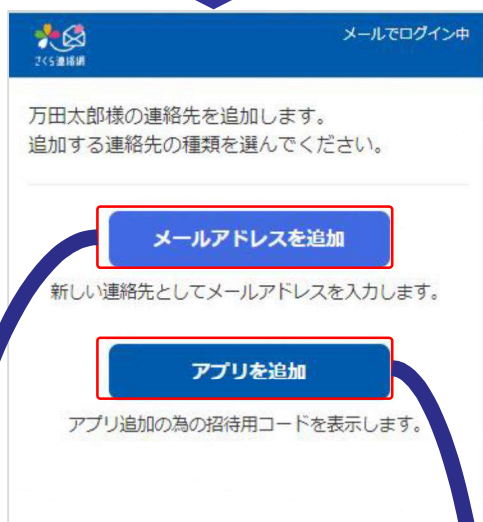 さくら連絡網
メールでログイン中
万田太郎様の連絡先を追加します。
追加する連絡先の種類を選んでください。
メールアドレスを追加
新しい連絡先としてメールアドレスを入力します。
アプリを追加
アプリ追加の為の招待用コードを表示します。